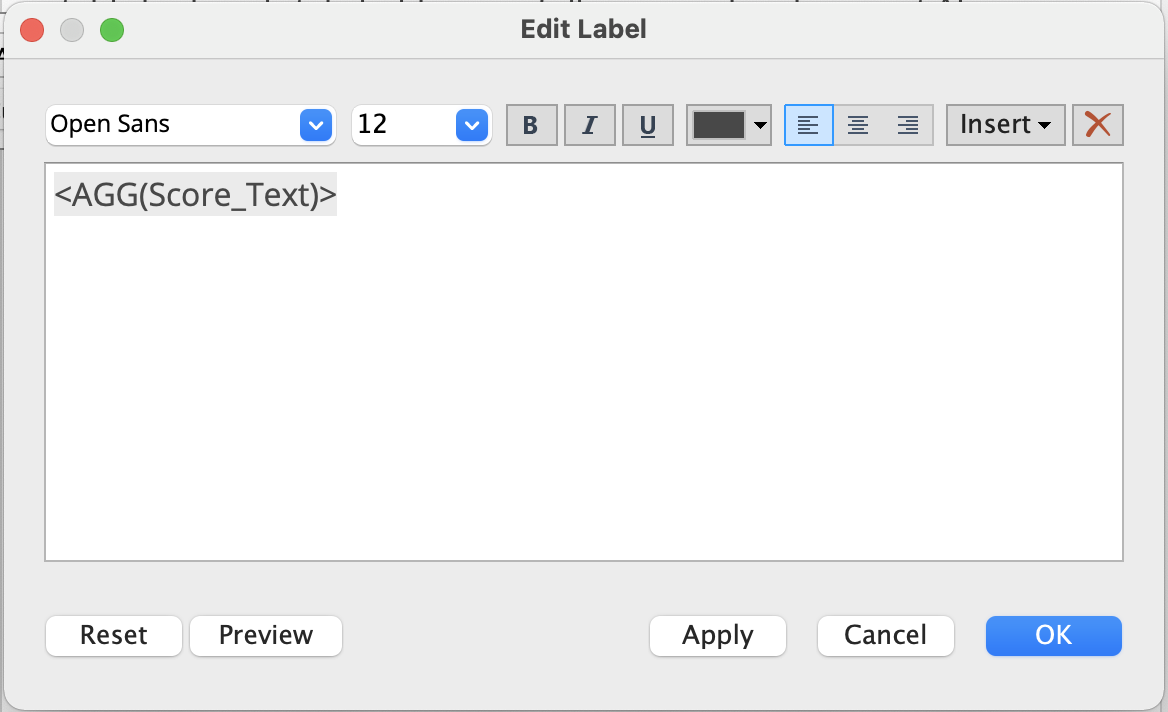 Edit Label
Open Sans 12 B I U Insert
<AGG(Score_Text)>
Reset Preview Apply Cancel OK